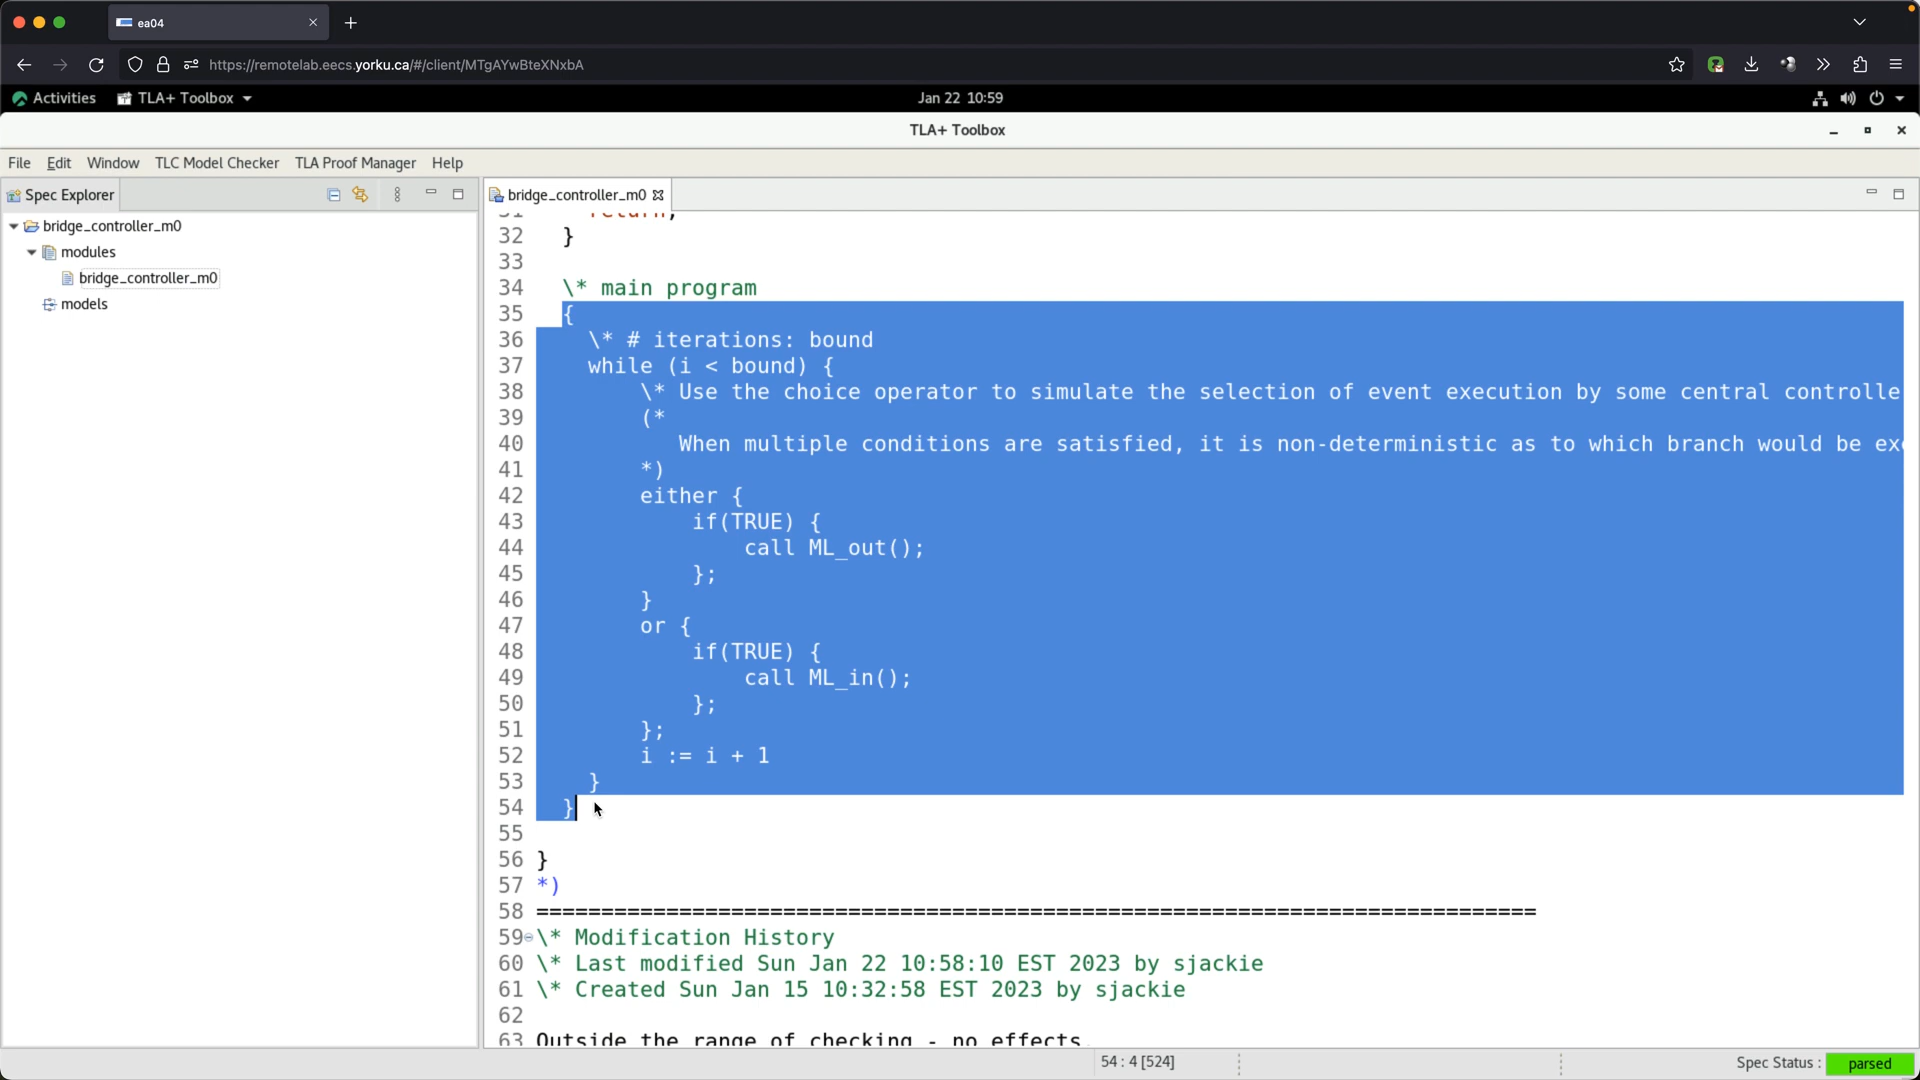 ea04
https://remotelab.eecs.yorku.ca/#/client/MTgAYwBteXNxbA
Activities TLA+ Toolbox Jan 22 10:59
TLA+ Toolbox
File Edit Window TLC Model Checker TLA Proof Manager Help
Spec Explorer
bridge_controller_m0
modules
bridge_controller_m0
models
bridge_controller_m0
31 return;
32 }
33
34 \* main program
35 {
36 \* # iterations: bound
37 while (i < bound) {
38 \* Use the choice operator to simulate the selection of event execution by some central controlle
39 (*
40 When multiple conditions are satisfied, it is non-deterministic as to which branch would be ex
41 *)
42 either {
43 if(TRUE) {
44 call ML_out();
45 };
46 }
47 or {
48 if(TRUE) {
49 call ML_in();
50 };
51 };
52 i := i + 1
53 }
54 }
55
56 }
57 *)
58 =============================================================================
59 \* Modification History
60 \* Last modified Sun Jan 22 10:58:10 EST 2023 by sjackie
61 \* Created Sun Jan 15 10:32:58 EST 2023 by sjackie
62
63 Outside the range of checking - no effects.
54 : 4 [524] Spec Status : parsed